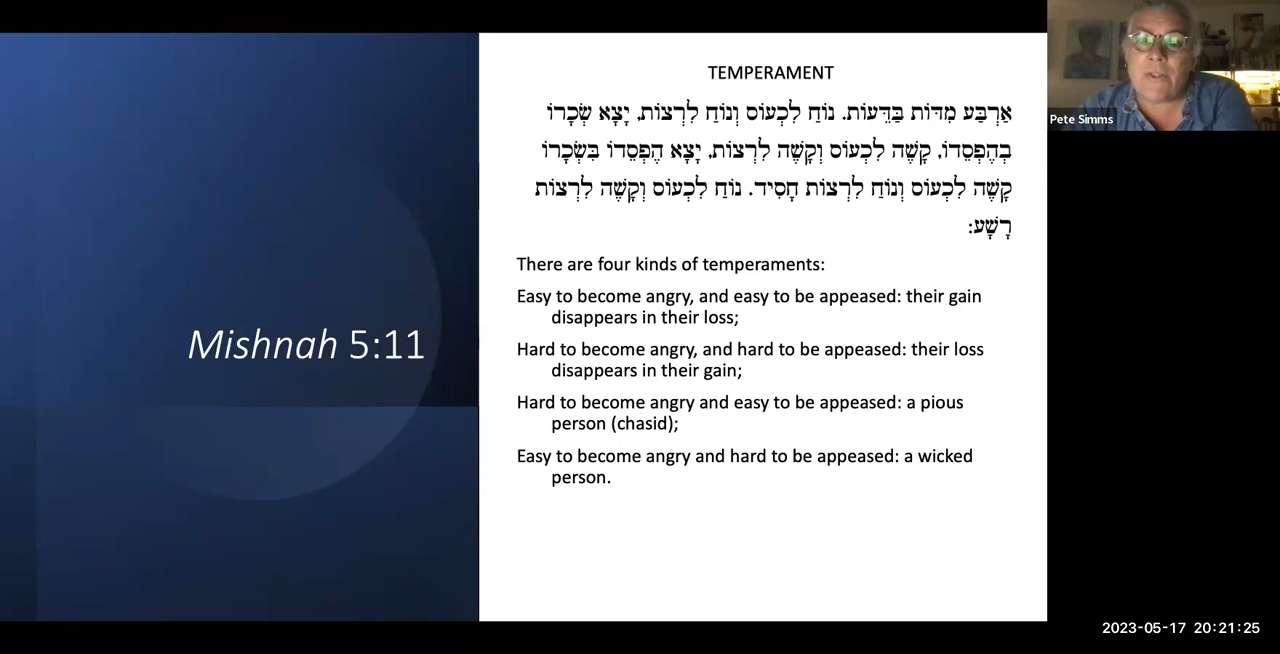 TEMPERAMENT
אַרְבַּע מִדּוֹת בַּדֵּעוֹת. נוֹחַ לִכְעוֹס וְנוֹחַ לִרְצוֹת, יָצָא שְׂכָרוֹ
בְהֶפְסֵדוֹ, קָשֶׁה לִכְעוֹס וְקָשֶׁה לִרְצוֹת, יָצָא הֶפְסֵדוֹ בִּשְׂכָרוֹ
קָשֶׁה לִכְעוֹס וְנוֹחַ לִרְצוֹת חָסִיד. נוֹחַ לִכְעוֹס וְקָשֶׁה לִרְצוֹת
רָשָׁע:
There are four kinds of temperaments:
Easy to become angry, and easy to be appeased: their gain
disappears in their loss;
Hard to become angry, and hard to be appeased: their loss
disappears in their gain;
Hard to become angry and easy to be appeased: a pious
person (chasid);
Easy to become angry and hard to be appeased: a wicked
person.
Mishnah 5:11
Pete Simms
2023-05-17 20:21:25